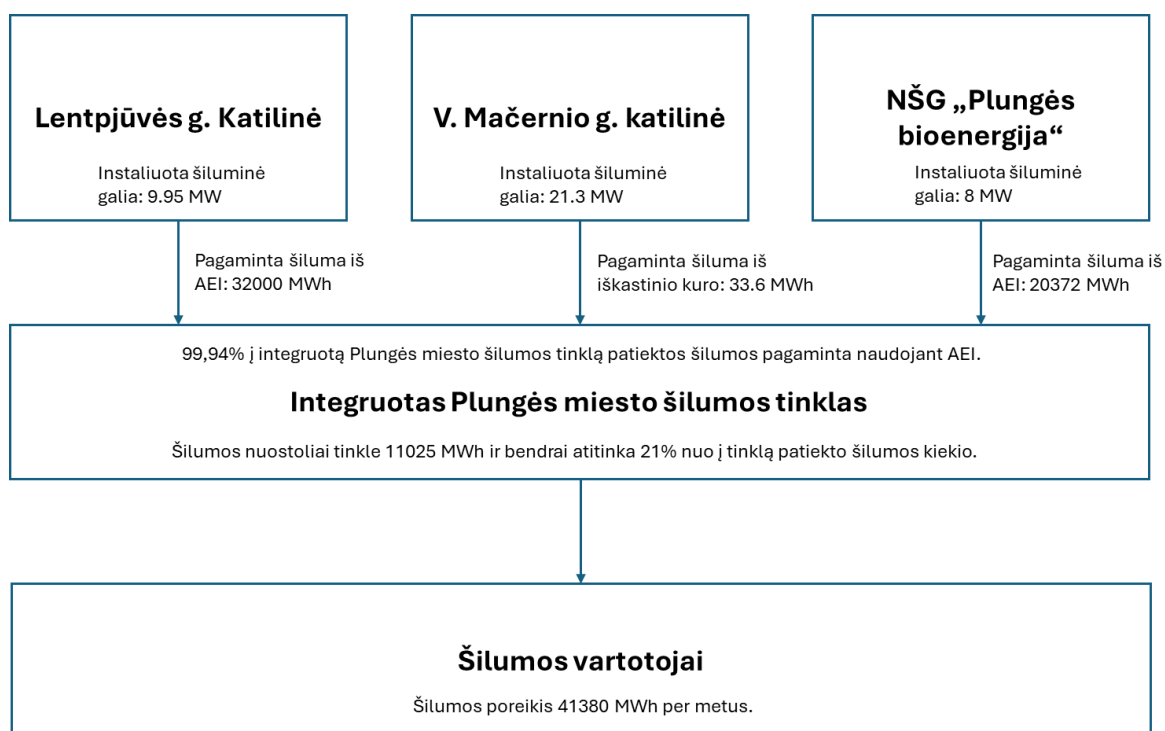 Lentpjūvės g. Katilinė
Instaliuota šiluminė
galia: 9.95 MW
V. Mačernio g. katilinė
Instaliuota šiluminė
galia: 21.3 MW
NŠG „Plungės
bioenergija“
Instaliuota šiluminė
galia: 8 MW
Pagaminta šiluma iš
AEI: 32000 MWh
Pagaminta šiluma iš
iškastinio kuro: 33.6 MWh
Pagaminta šiluma iš
AEI: 20372 MWh
99,94% į integruotą Plungės miesto šilumos tinklą patiektos šilumos pagaminta naudojant AEI.
Integruotas Plungės miesto šilumos tinklas
Šilumos nuostoliai tinkle 11025 MWh ir bendrai atitinka 21% nuo į tinklą patiekto šilumos kiekio.
Šilumos vartotojai
Šilumos poreikis 41380 MWh per metus.